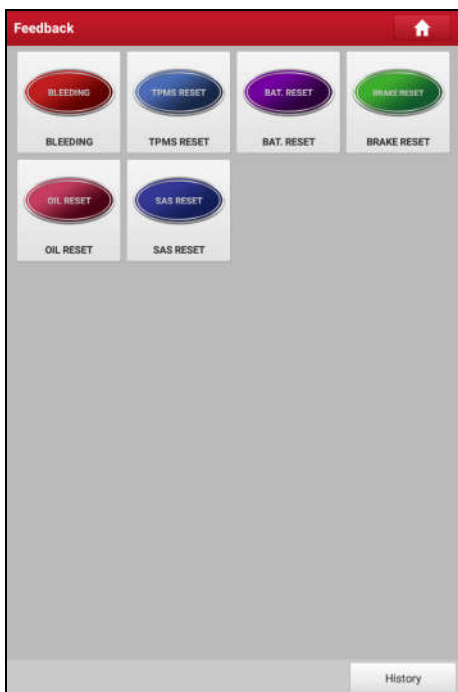 Feedback
BLEEDING
TPMS RESET
BAT. RESET
BRAKE RESET
BLEEDING
TPMS RESET
BAT. RESET
BRAKE RESET
OIL RESET
SAS RESET
OIL RESET
SAS RESET
History